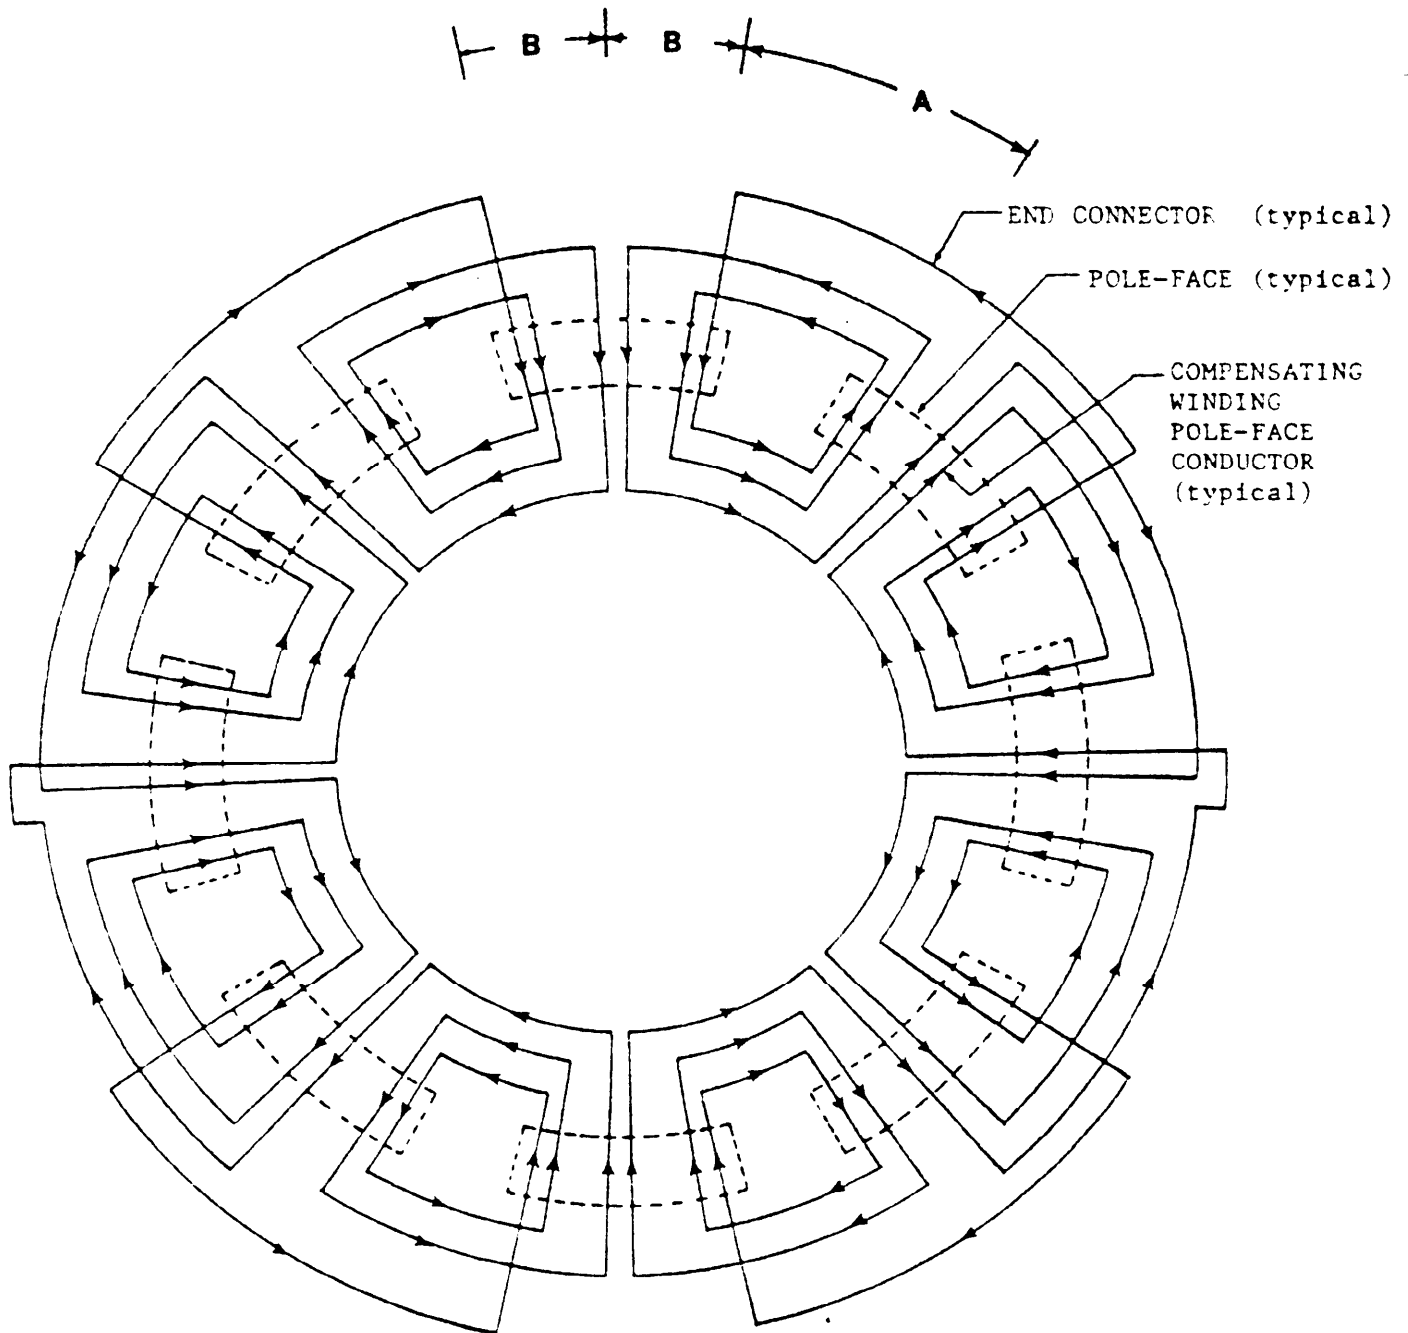 B B
A
END CONNECTOR (typical)
POLE-FACE (typical)
COMPENSATING
WINDING
POLE-FACE
CONDUCTOR
(typical)